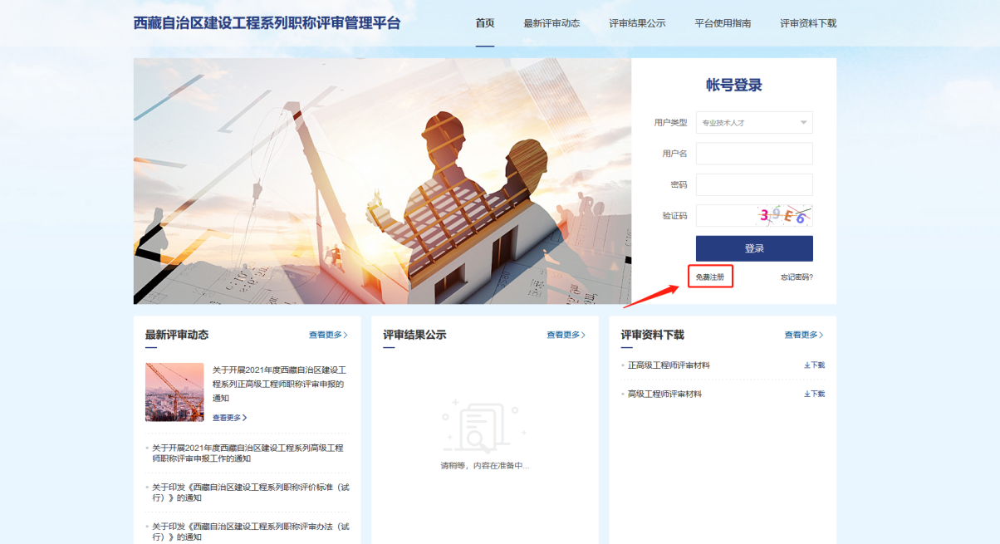 西藏自治区建设工程系列职称评审管理平台
首页
最新评审动态
评审结果公示
平台使用指南
评审资料下载
帐号登录
用户类型
专业技术人才
用户名
密码
验证码
39E6
登录
免费注册
忘记密码?
最新评审动态
查看更多
关于开展2021年度西藏自治区建设工
程系列正高级工程师职称评审申报的
通知
查看更多
关于开展2021年度西藏自治区建设工程系列高级工程
师职称评审申报工作的通知
关于印发《西藏自治区建设工程系列职称评价标准（试
行）》的通知
关于印发《西藏自治区建设工程系列职称评审办法（试
行）》的通知
评审结果公示
查看更多
请稍等，内容在准备中...
评审资料下载
查看更多
正高级工程师评审材料
下载
高级工程师评审材料
下载